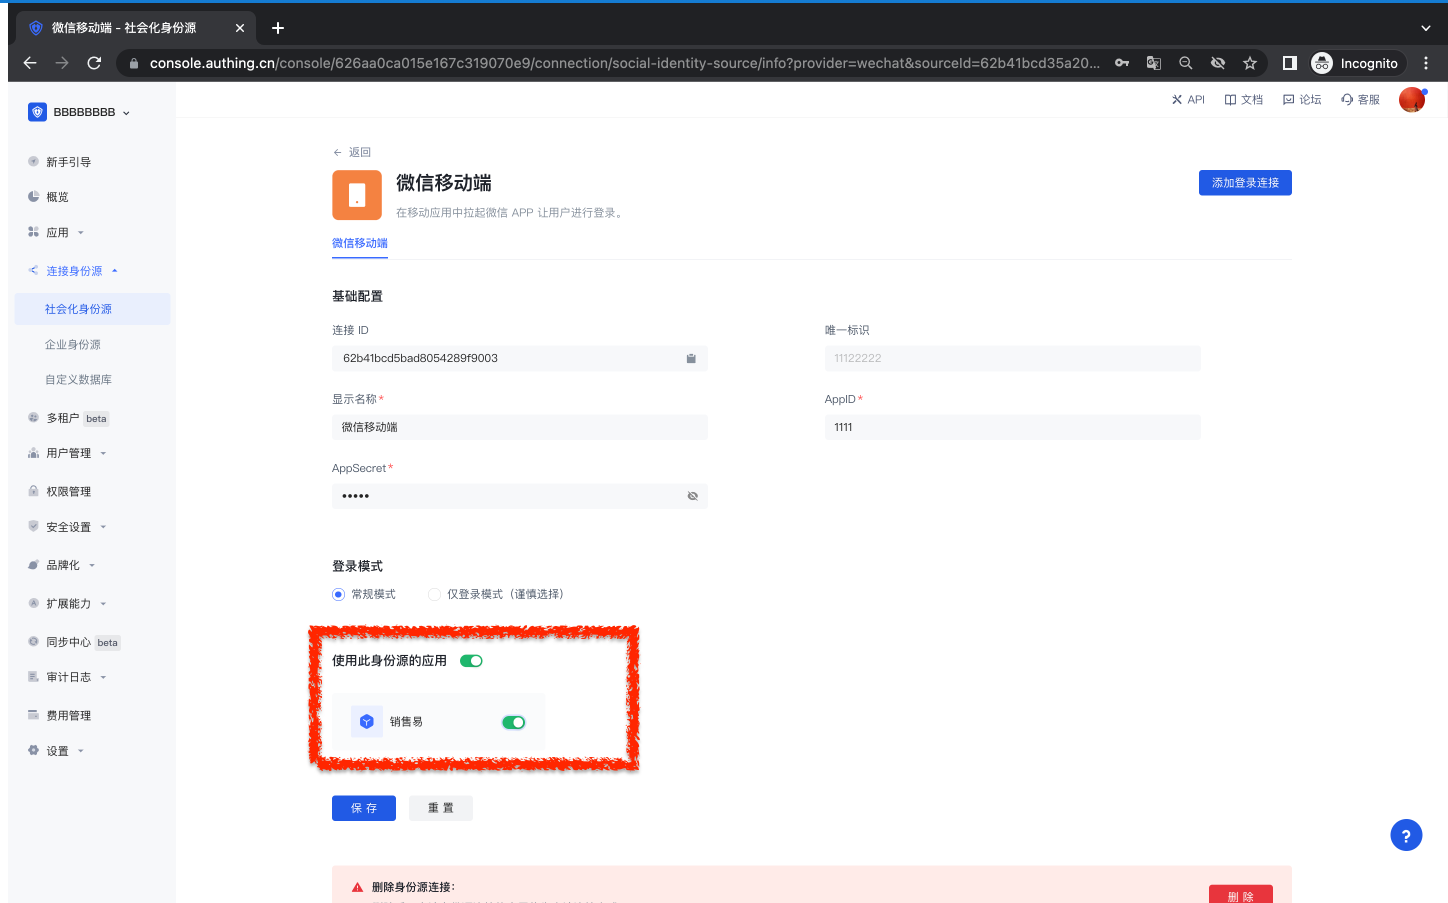 微信移动端 - 社会化身份源
console.authing.cn/console/626aa0ca015e167c319070e9/connection/social-identity-source/info?provider=wechat&sourceId=62b41bcd35a20...
Incognito
BBBBBBBB
API 文档 论坛 客服
新手引导
概览
应用
连接身份源
社会化身份源
企业身份源
自定义数据库
多租户 beta
用户管理
权限管理
安全设置
品牌化
扩展能力
同步中心 beta
审计日志
费用管理
设置
← 返回
微信移动端
添加登录连接
在移动应用中拉起微信 APP 让用户进行登录。
微信移动端
基础配置
连接 ID
唯一标识
62b41bcd5bad8054289f9003
11122222
显示名称*
AppID*
微信移动端
1111
AppSecret*
•••••
登录模式
常规模式 仅登录模式（谨慎选择）
使用此身份源的应用
销售易
保存 重置
?
删除身份源连接：
删除